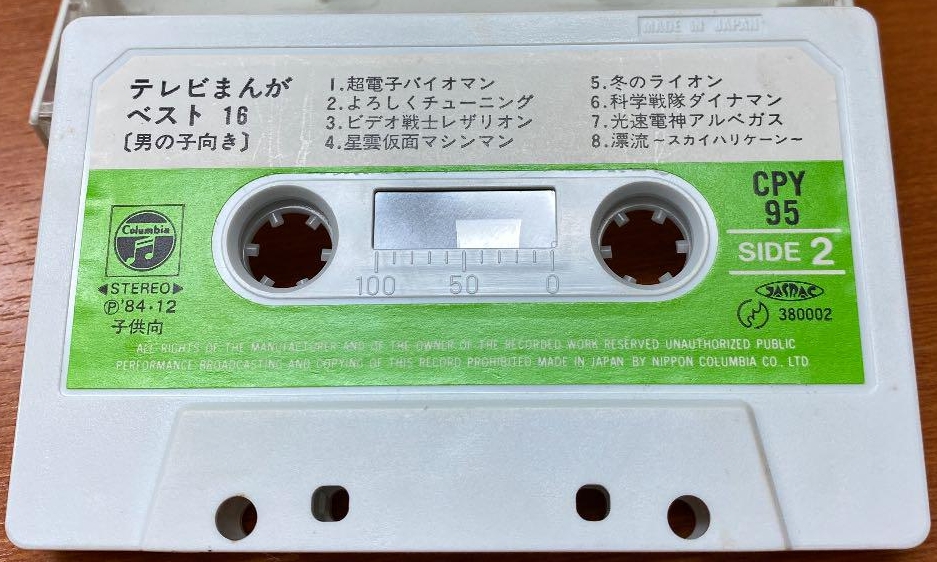 MADE IN JAPAN
テレビまんが
ベスト 16
〔男の子向き〕
1.超電子バイオマン
2.よろしくチューニング
3.ビデオ戦士レザリオン
4.星雲仮面マシンマン
5.冬のライオン
6.科学戦隊ダイナマン
7.光速電神アルベガス
8.漂流~スカイハリケーン~
CPY
95
SIDE 2
Columbia
◀STEREO▶
Ⓟ'84・12
子供向
100 50 0
JASRAC
380002
ALL RIGHTS OF THE MANUFACTURER AND OF THE OWNER OF THE RECORDED WORK RESERVED UNAUTHORIZED PUBLIC
PERFORMANCE BROADCASTING AND COPYING OF THIS RECORD PROHIBITED MADE IN JAPAN BY NIPPON COLUMBIA CO., LTD.